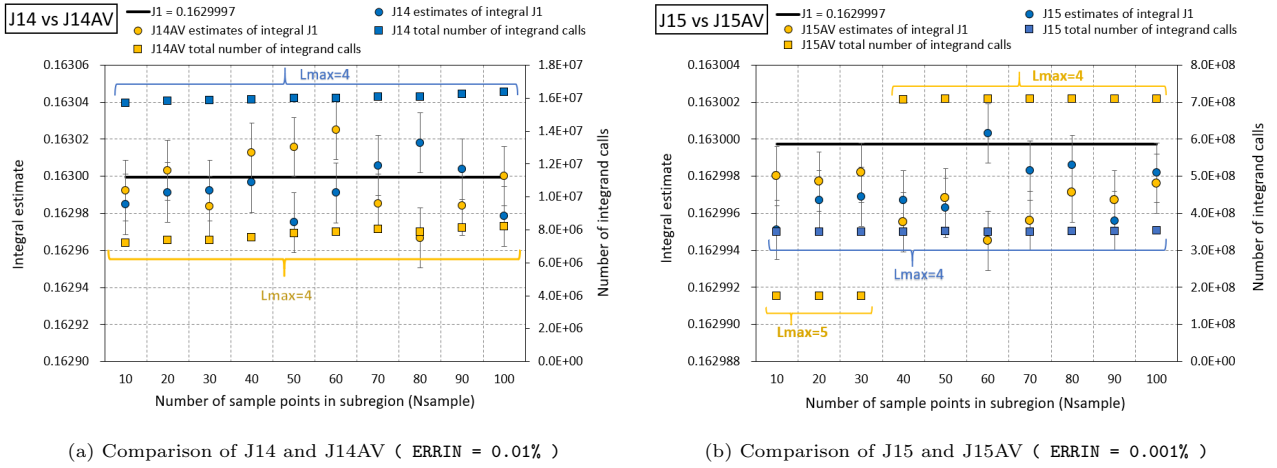 J14 vs J14AV
J1 = 0.1629997
J14 estimates of integral J1
J14AV estimates of integral J1
J14 total number of integrand calls
J14AV total number of integrand calls
0.16306
0.16304
0.16302
0.16300
0.16298
0.16296
0.16294
0.16292
0.16290
Integral estimate
Lmax=4
Lmax=4
1.8E+07
1.6E+07
1.4E+07
1.2E+07
1.0E+07
8.0E+06
6.0E+06
4.0E+06
2.0E+06
0.0E+00
Number of integrand calls
10 20 30 40 50 60 70 80 90 100
Number of sample points in subregion (Nsample)
(a) Comparison of J14 and J14AV ( ERRIN = 0.01% )
J15 vs J15AV
J1 = 0.1629997
J15 estimates of integral J1
J15AV estimates of integral J1
J15 total number of integrand calls
J15AV total number of integrand calls
0.163004
0.163002
0.163000
0.162998
0.162996
0.162994
0.162992
0.162990
0.162988
Integral estimate
Lmax=4
Lmax=4
Lmax=5
8.0E+08
7.0E+08
6.0E+08
5.0E+08
4.0E+08
3.0E+08
2.0E+08
1.0E+08
0.0E+00
Number of integrand calls
10 20 30 40 50 60 70 80 90 100
Number of sample points in subregion (Nsample)
(b) Comparison of J15 and J15AV ( ERRIN = 0.001% )